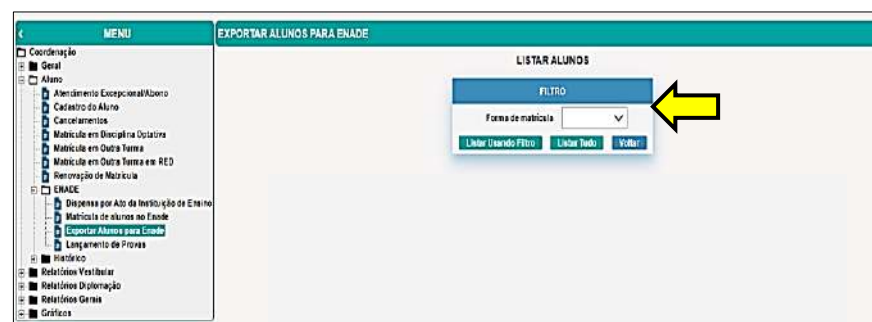 MENU
Coordenação
Geral
Aluno
Atendimento Excepcional/Abono
Cadastro do Aluno
Cancelamentos
Matrícula em Disciplina Optativa
Matrícula em Outra Turma
Matrícula em Outra Turma em RED
Renovação de Matrícula
ENADE
Dispensa por Ato da Instituição de Ensino
Matrícula de alunos no Enade
Exportar Alunos para Enade
Lançamento de Provas
Histórico
Relatórios Vestibular
Relatórios Diplomação
Relatórios Gerais
Gráficos
EXPORTAR ALUNOS PARA ENADE
LISTAR ALUNOS
FILTRO
Forma de matrícula
Listar Usando Filtro Listar Tudo Voltar